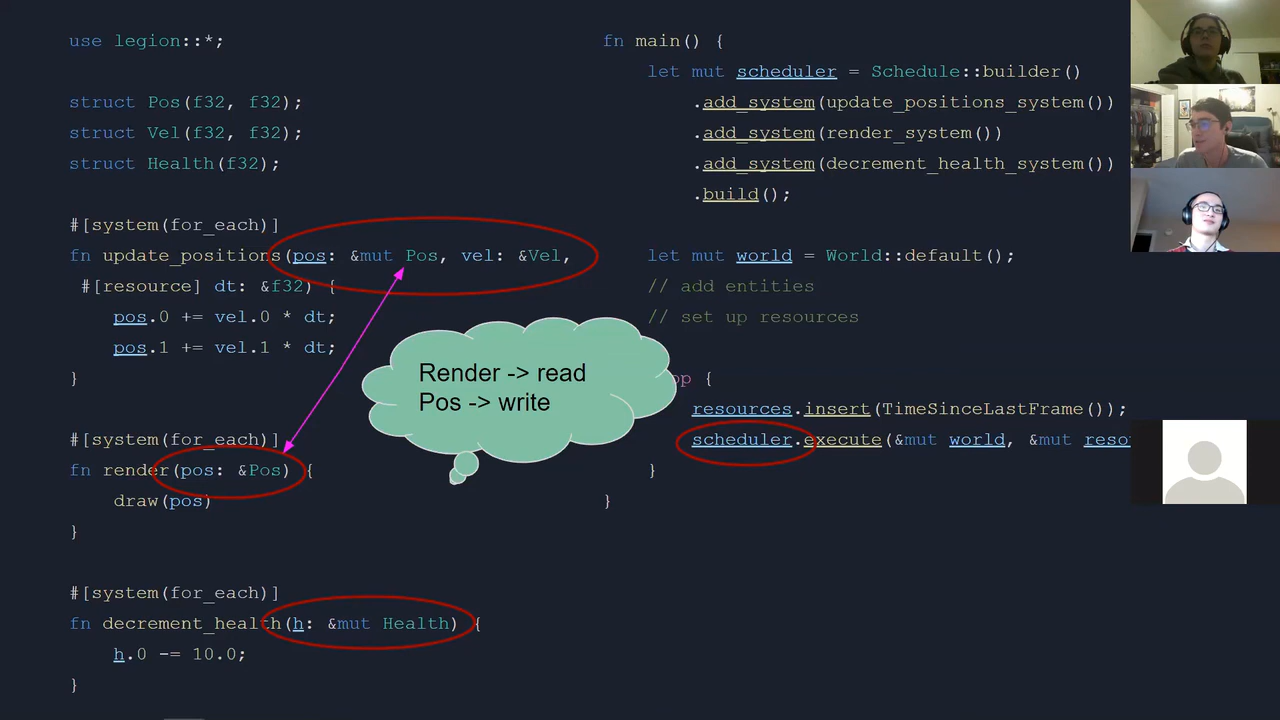 use legion::*;
struct Pos(f32, f32);
struct Vel(f32, f32);
struct Health(f32);
#[system(for_each)]
fn update_positions(pos: &mut Pos, vel: &Vel,
#[resource] dt: &f32) {
pos.0 += vel.0 * dt;
pos.1 += vel.1 * dt;
}
#[system(for_each)]
fn render(pos: &Pos) {
draw(pos)
}
#[system(for_each)]
fn decrement_health(h: &mut Health) {
h.0 -= 10.0;
}
Render -> read
Pos -> write
fn main() {
let mut scheduler = Schedule::builder()
.add_system(update_positions_system())
.add_system(render_system())
.add_system(decrement_health_system())
.build();
let mut world = World::default();
// add entities
// set up resources
op {
resources.insert(TimeSinceLastFrame());
scheduler.execute(&mut world, &mut resou
}
}